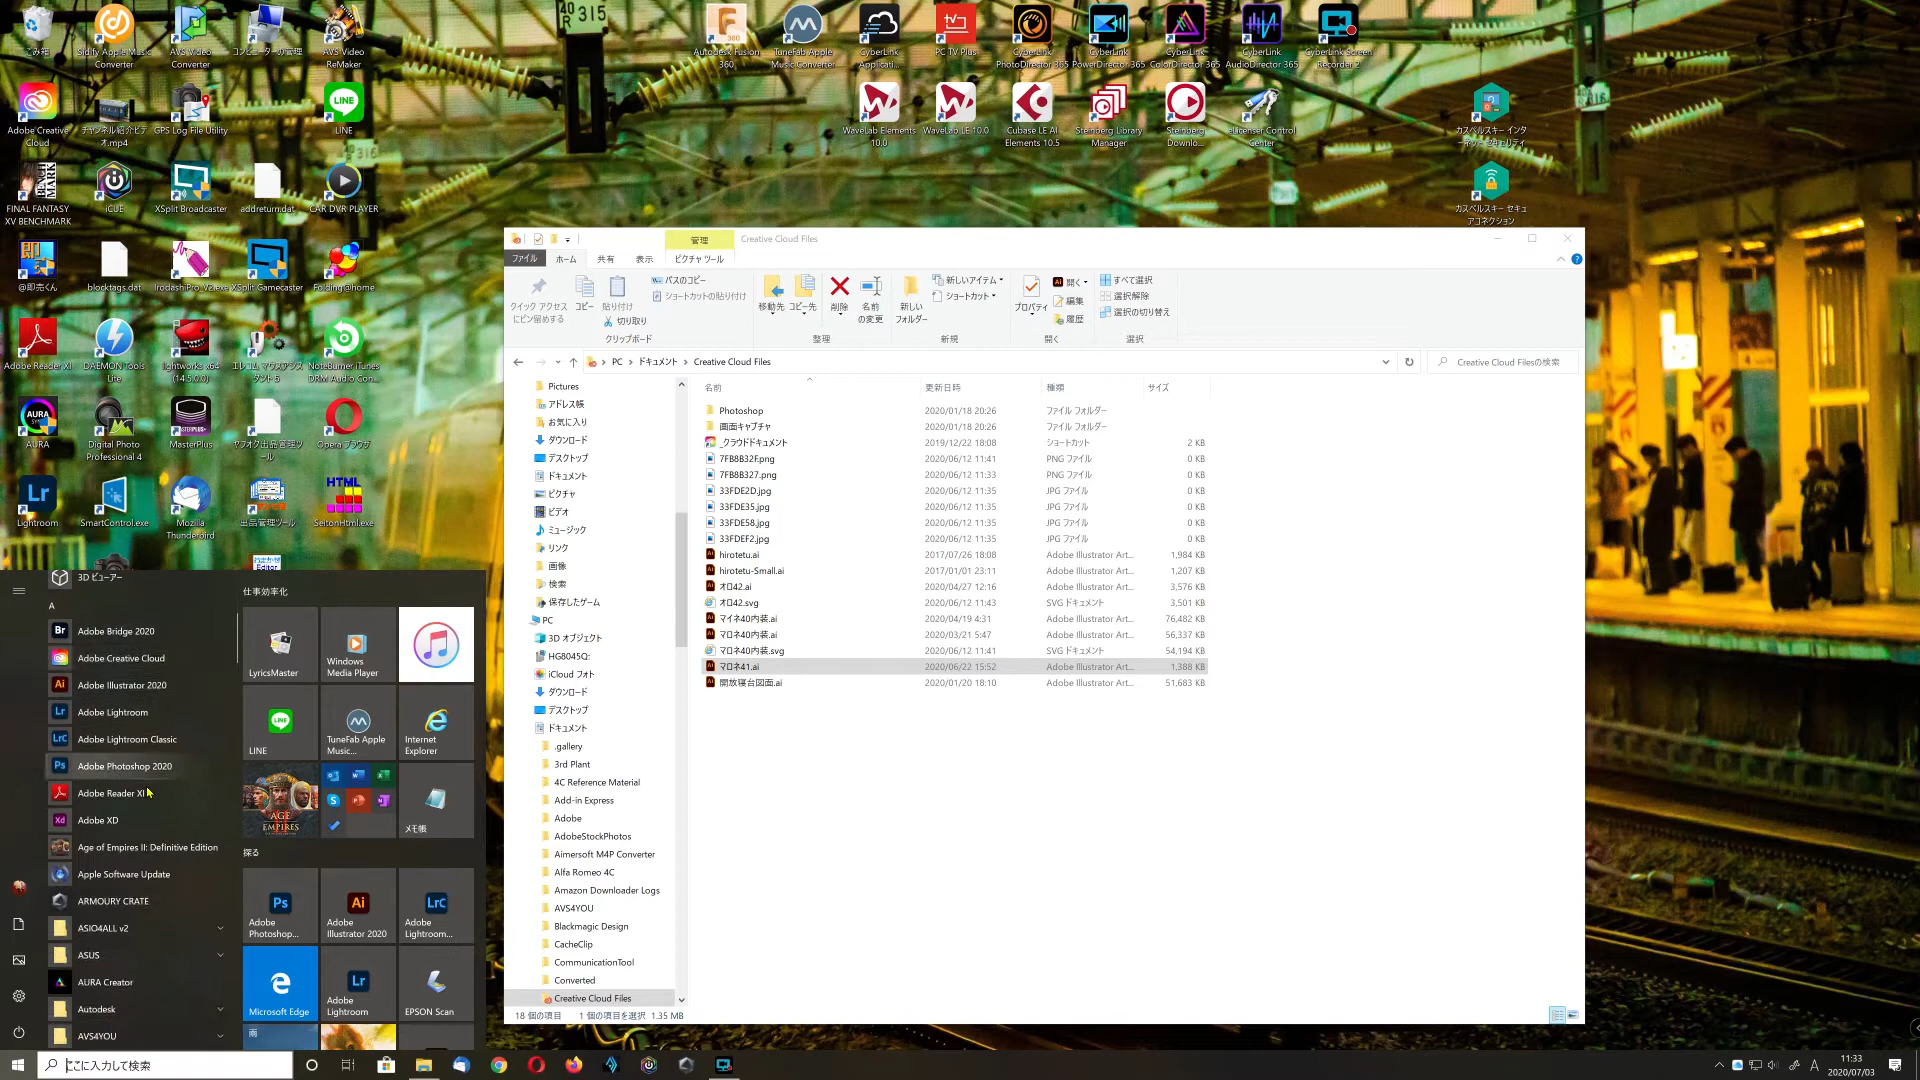 ごみ箱
Sidify Apple Music Converter
AVS Video Converter
コンピューターの管理
AVS Video ReMaker
Autodesk Fusion 360
TuneFab Apple Music Converter
CyberLink Applicati...
PC TV Plus
CyberLink PhotoDirector 365
CyberLink PowerDirector 365
CyberLink ColorDirector 365
CyberLink AudioDirector 365
CyberLink Screen Recorder 2
40 R 315
Adobe Creative Cloud
チャンネル紹介ビデオ.mp4
GPS Log File Utility
LINE
WaveLab Elements 10.0
WaveLab LE 10.0
Cubase LE AI Elements 10.5
Steinberg Library Manager
Steinberg Downlo...
eLicenser Control Center
カスペルスキー インターネット セキュリティ
FINAL FANTASY XV BENCHMARK
iCUE
XSplit Broadcaster
addreturn.dat
CAR DVR PLAYER
カスペルスキー セキュアコネクション
@即売くん
blocktags.dat
IrodashiPro_V2.exe
XSplit Gamecaster
Folding@home
Adobe Reader XI
DAEMON Tools Lite
lightworks x64 (14.5.0.0)
エレコム マウスアシスタント 5
NoteBurner iTunes DRM Audio Con...
AURA
Digital Photo Professional 4
MasterPlus
ヤフオク出品管理ツール
Opera ブラウザ
Lightroom
SmartControl.exe
Mozilla Thunderbird
出品管理ツール
SeitonHtml.exe
管理
Creative Cloud Files
ファイル
ホーム
共有
表示
ピクチャ ツール
クイック アクセスにピン留めする
コピー
貼り付け
パスのコピー
ショートカットの貼り付け
切り取り
クリップボード
移動先
コピー先
削除
名前の変更
整理
新しいフォルダー
新しいアイテム
ショートカット
新規
プロパティ
開く
編集
履歴
開く
すべて選択
選択解除
選択の切り替え
選択
PC > ドキュメント > Creative Cloud Files
Creative Cloud Filesの検索
Pictures
アドレス帳
お気に入り
ダウンロード
デスクトップ
ドキュメント
ピクチャ
ビデオ
ミュージック
リンク
画像
検索
保存したゲーム
PC
3D オブジェクト
HG8045Q:
iCloud フォト
ダウンロード
デスクトップ
ドキュメント
.gallery
3rd Plant
4C Reference Material
Add-in Express
Adobe
AdobeStockPhotos
Aimersoft M4P Converter
Alfa Romeo 4C
Amazon Downloader Logs
AVS4YOU
Blackmagic Design
CacheClip
CommunicationTool
Converted
Creative Cloud Files
名前 更新日時 種類 サイズ
Photoshop 2020/01/18 20:26 ファイル フォルダー
画面キャプチャ 2020/01/18 20:26 ファイル フォルダー
_クラウドドキュメント 2019/12/22 18:08 ショートカット 2 KB
7FB8B32F.png 2020/06/12 11:41 PNG ファイル 0 KB
7FB8B327.png 2020/06/12 11:33 PNG ファイル 0 KB
33FDE2D.jpg 2020/06/12 11:35 JPG ファイル 0 KB
33FDE35.jpg 2020/06/12 11:35 JPG ファイル 0 KB
33FDE58.jpg 2020/06/12 11:35 JPG ファイル 0 KB
33FDEF2.jpg 2020/06/12 11:35 JPG ファイル 0 KB
hirotetu.ai 2017/07/26 18:08 Adobe Illustrator Art... 1,984 KB
hirotetu-Small.ai 2017/01/01 23:11 Adobe Illustrator Art... 1,207 KB
オロ42.ai 2020/04/27 12:16 Adobe Illustrator Art... 3,576 KB
オロ42.svg 2020/06/12 11:43 SVG ドキュメント 3,501 KB
マイネ40内装.ai 2020/04/19 4:31 Adobe Illustrator Art... 76,482 KB
マロネ40内装.ai 2020/03/21 5:47 Adobe Illustrator Art... 56,337 KB
マロネ40内装.svg 2020/06/12 11:41 SVG ドキュメント 54,194 KB
マロネ41.ai 2020/06/22 15:52 Adobe Illustrator Art... 1,388 KB
開放寝台図面.ai 2020/01/20 18:10 Adobe Illustrator Art... 51,683 KB
18 個の項目 1 個の項目を選択 1.35 MB
3D ビューアー
A
Adobe Bridge 2020
Adobe Creative Cloud
Adobe Illustrator 2020
Adobe Lightroom
Adobe Lightroom Classic
Adobe Photoshop 2020
Adobe Reader XI
Adobe XD
Age of Empires II: Definitive Edition
Apple Software Update
ARMOURY CRATE
ASIO4ALL v2
ASUS
AURA Creator
Autodesk
AVS4YOU
仕事効率化
LyricsMaster
Windows Media Player
LINE
TuneFab Apple Music...
Internet Explorer
AGE EMPIRES
メモ帳
探る
Adobe Photoshop...
Adobe Illustrator 2020
Adobe Lightroom...
Microsoft Edge
Adobe Lightroom
EPSON Scan
雨
ここに入力して検索
A
11:33
2020/07/03